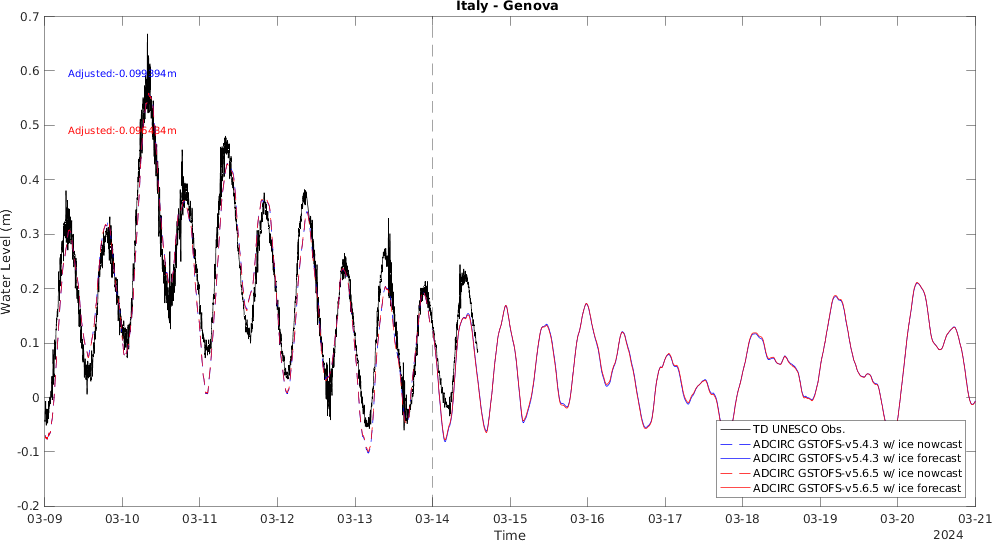 Italy - Genova
0.7
0.6
0.5
0.4
0.3
0.2
0.1
0
-0.1
-0.2
Water Level (m)
Adjusted:-0.099394m
TD UNESCO Obs.
ADCIRC GSTOFS-v5.4.3 w/ ice nowcast
ADCIRC GSTOFS-v5.4.3 w/ ice forecast
ADCIRC GSTOFS-v5.6.5 w/ ice nowcast
ADCIRC GSTOFS-v5.6.5 w/ ice forecast
03-09 03-10 03-11 03-12 03-13 03-14 03-15 03-16 03-17 03-18 03-19 03-20 03-21
Time
2024